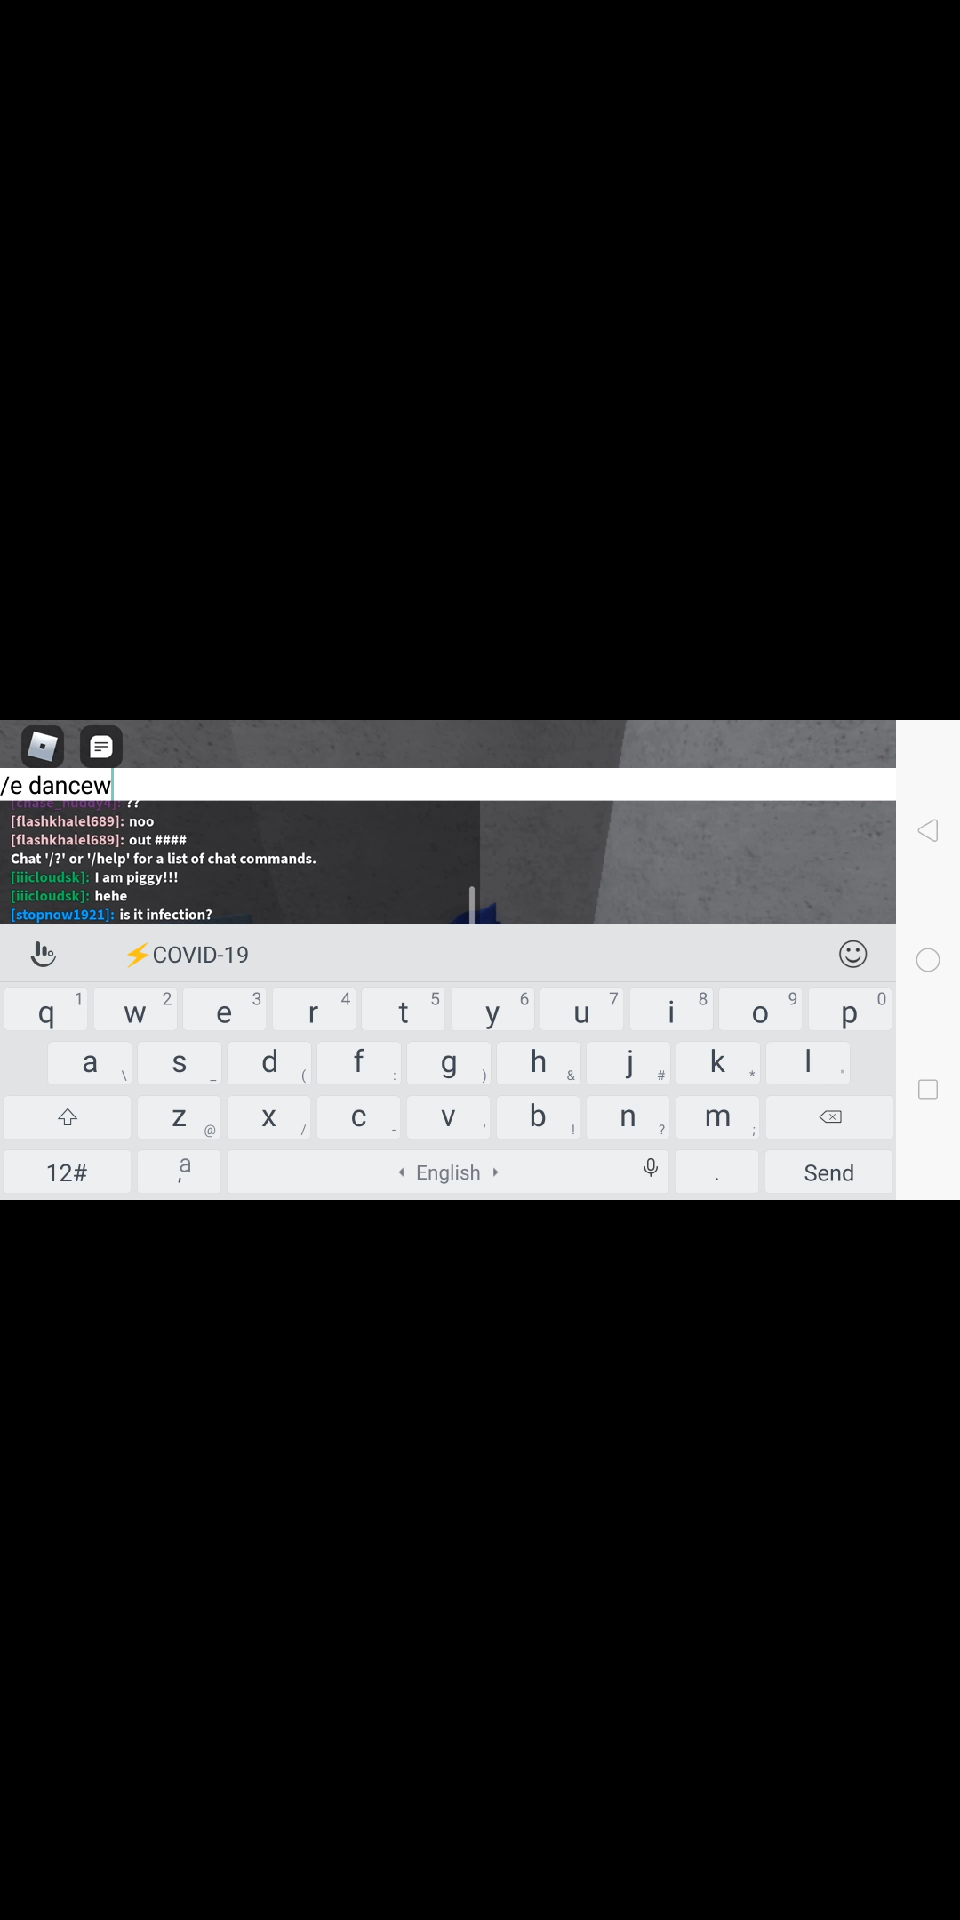 /e dancew
[chase_huddy4]: ??
[flashkhalel689]: noo
[flashkhalel689]: out ####
Chat '/?' or '/help' for a list of chat commands.
[iiicloudsk]: I am piggy!!!
[iiicloudsk]: hehe
[stopnow1921]: is it infection?
⚡COVID-19
q 1 w 2 e 3 r 4 t 5 y 6 u 7 i 8 o 9 p 0
a \ s _ d ( f : g ) h & j # k * l "
z @ x / c - v ' b ! n ? m ;
12# a , English . Send